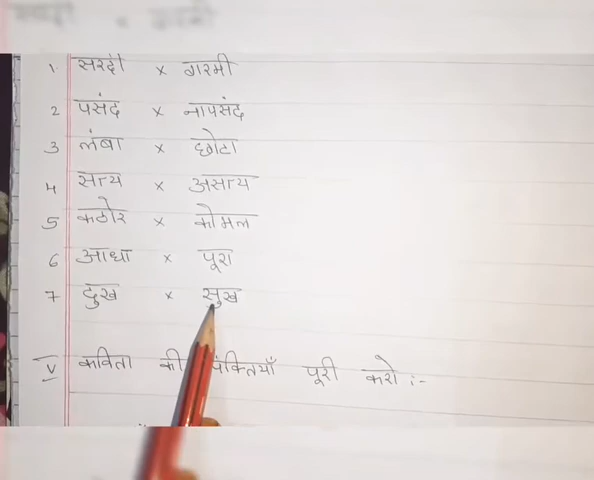 1 सरदी × गरमी
2 पसंद × नापसंद
3 लंबा × छोटा
4 सत्य × असत्य
5 कठोर × कोमल
6 आधा × पूरा
7 दुख × सुख
V कविता की पंक्तियाँ पूरी करो :-